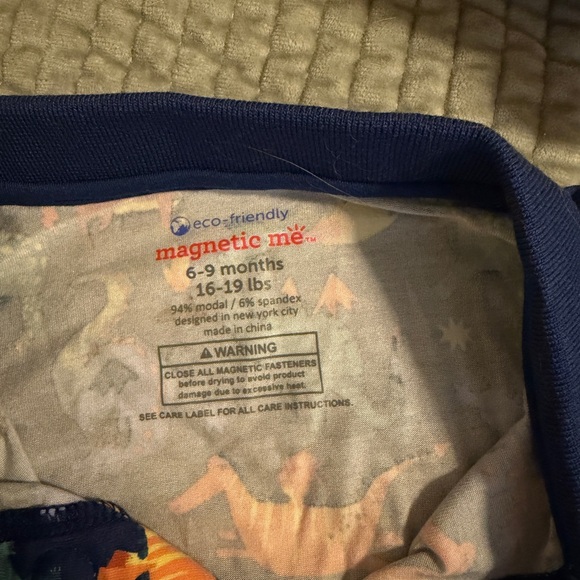 eco-friendly
magnetic me™
6-9 months
16-19 lbs
94% modal / 6% spandex
designed in new york city
made in china
⚠ WARNING
CLOSE ALL MAGNETIC FASTENERS
before drying to avoid product
damage due to excessive heat.
SEE CARE LABEL FOR ALL CARE INSTRUCTIONS.